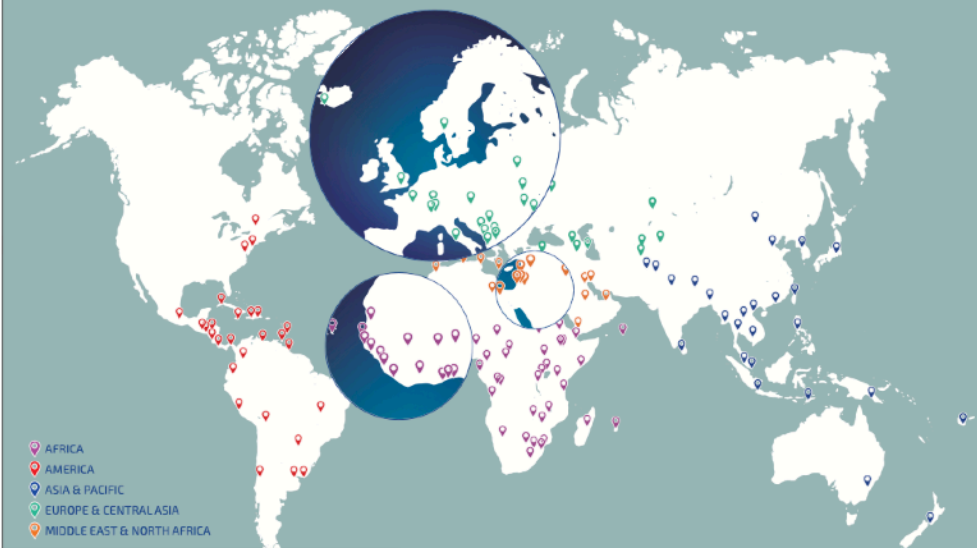 AFRICA
AMERICA
ASIA & PACIFIC
EUROPE & CENTRAL ASIA
MIDDLE EAST & NORTH AFRICA